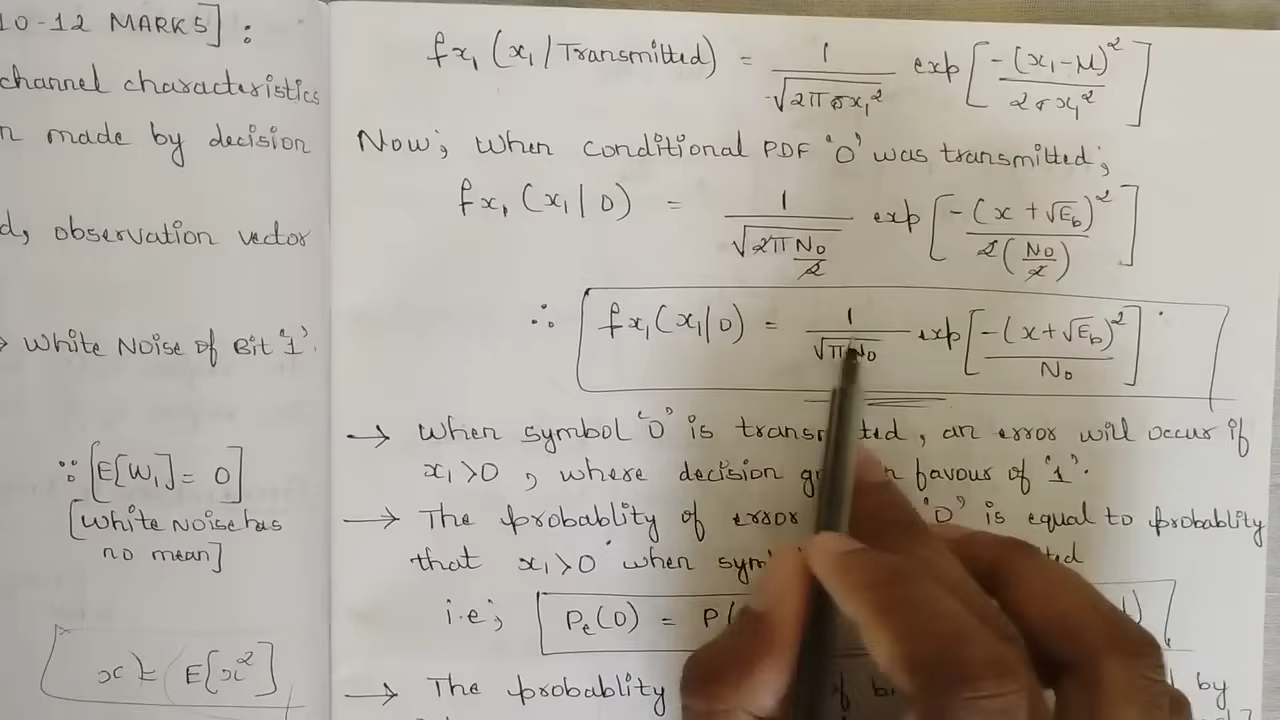 10-12 MARKS] :
channel characteristics
n made by decision
d, observation vector
> White Noise of Bit '1'.
∵ [E[W₁] = 0]
[White Noise has
no mean]
x = E[x²]
fx₁ (x₁ / Transmitted) = 1/√(2πσx₁²) exp[-(x₁-μ)²/2σx₁²]
Now; When conditional PDF '0' was transmitted;
fx₁ (x₁ | 0) = 1/√(2π N₀/2) exp[-(x+√E_b)²/2(N₀/2)]
∴ fx₁(x₁|0) = 1/√(πN₀) exp[-(x+√E_b)²/N₀]
→ When symbol '0' is transmitted, an error will occur if
x₁>0, where decision in favour of '1'.
→ The probablity of error '0' is equal to probablity
that x₁>0 when
i.e; Pe(0) = P(
→ The probablity of by